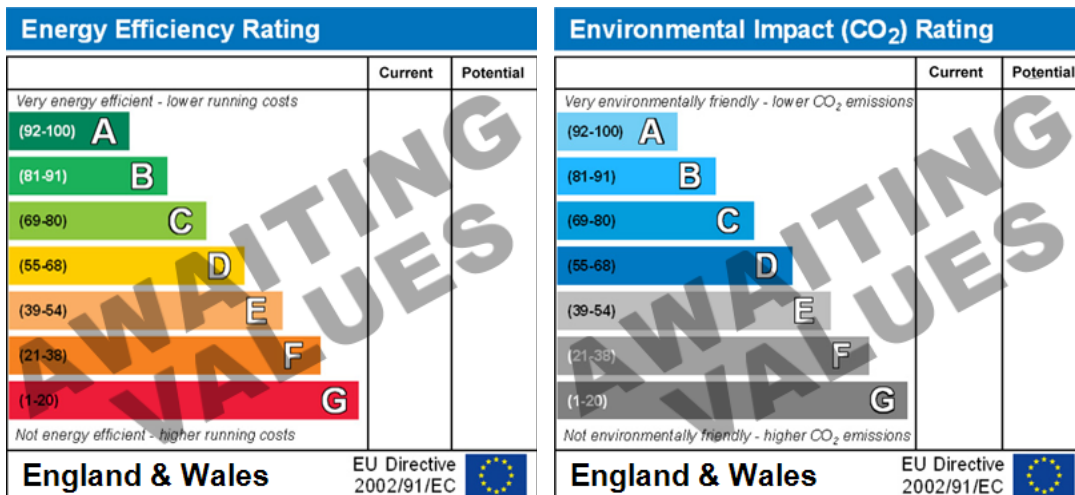 Energy Efficiency Rating
Current Potential
Very energy efficient - lower running costs
(92-100) A
(81-91) B
(69-80) C
(55-68) D
(39-54) E
(21-38) F
(1-20) G
Not energy efficient - higher running costs
England & Wales
EU Directive
2002/91/EC
AWAITING
VALUES
Environmental Impact (CO₂) Rating
Current Potential
Very environmentally friendly - lower CO₂ emissions
(92-100) A
(81-91) B
(69-80) C
(55-68) D
(39-54) E
(21-38) F
(1-20) G
Not environmentally friendly - higher CO₂ emissions
England & Wales
EU Directive
2002/91/EC
AWAITING
VALUES